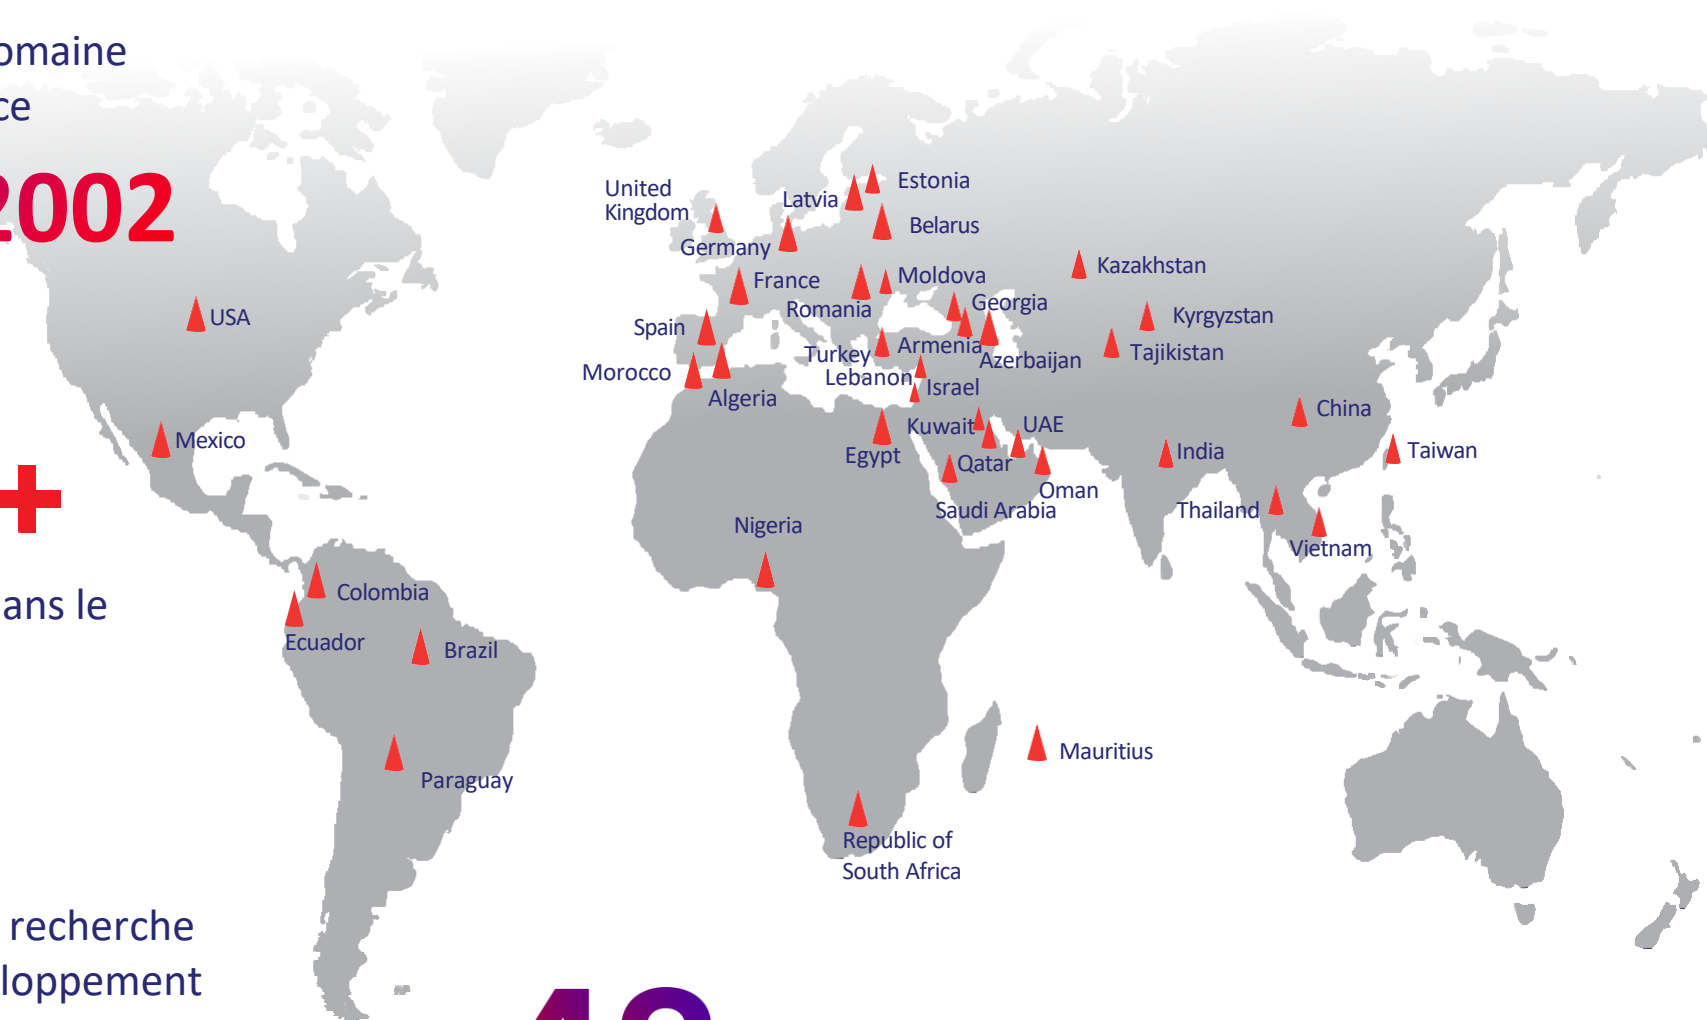 omaine
ce
2002
ans le
recherche
loppement
United
Kingdom
Latvia
Estonia
Belarus
Germany
France
Moldova
Romania
Georgia
Kazakhstan
Kyrgyzstan
Tajikistan
USA
Spain
Turkey
Armenia
Azerbaijan
Morocco
Lebanon
Israel
Algeria
Mexico
Egypt
Kuwait
UAE
Qatar
Oman
Saudi Arabia
China
India
Taiwan
Thailand
Vietnam
Nigeria
Colombia
Ecuador
Brazil
Paraguay
Mauritius
Republic of
South Africa